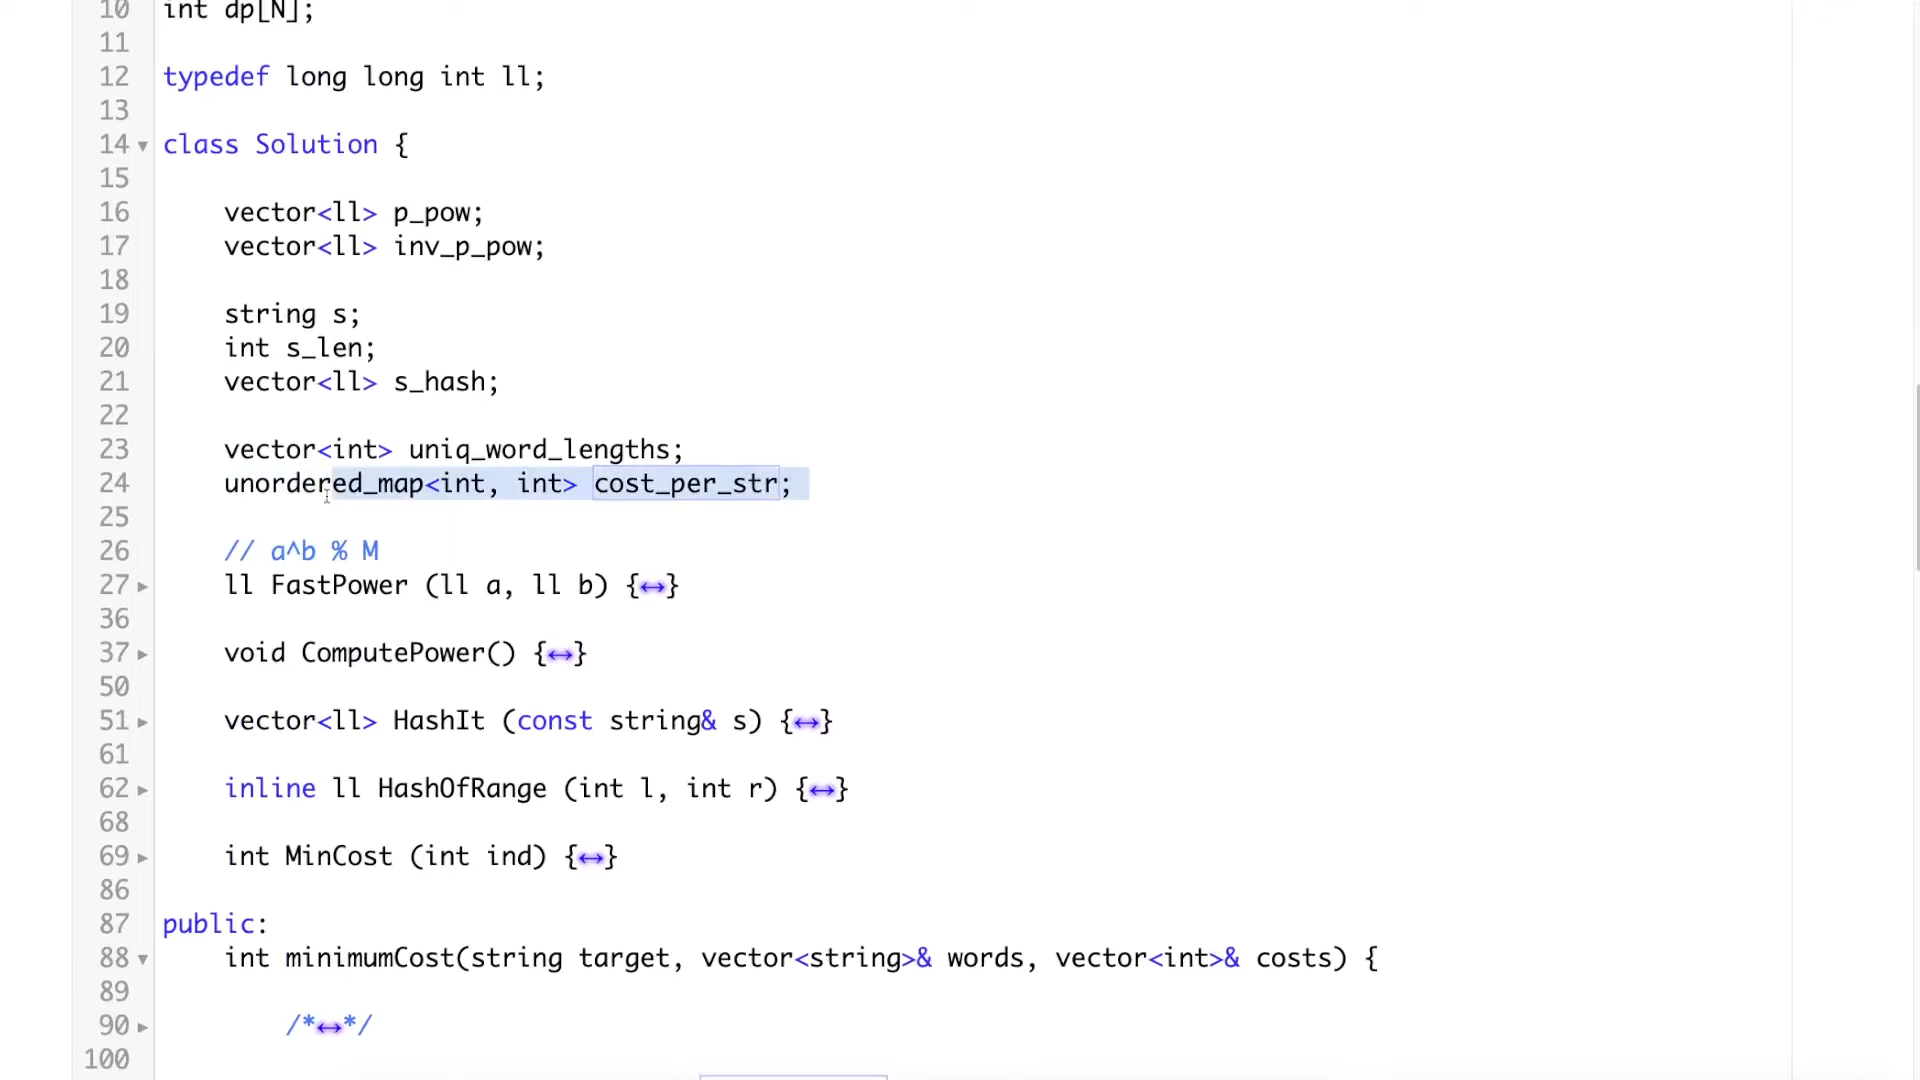 10 int dp[N];
11
12 typedef long long int ll;
13
14 class Solution {
15
16 vector<ll> p_pow;
17 vector<ll> inv_p_pow;
18
19 string s;
20 int s_len;
21 vector<ll> s_hash;
22
23 vector<int> uniq_word_lengths;
24 unordered_map<int, int> cost_per_str;
25
26 // a^b % M
27 ll FastPower (ll a, ll b) {↔}
36
37 void ComputePower() {↔}
50
51 vector<ll> HashIt (const string& s) {↔}
61
62 inline ll HashOfRange (int l, int r) {↔}
68
69 int MinCost (int ind) {↔}
86
87 public:
88 int minimumCost(string target, vector<string>& words, vector<int>& costs) {
89
90 /*↔*/
100